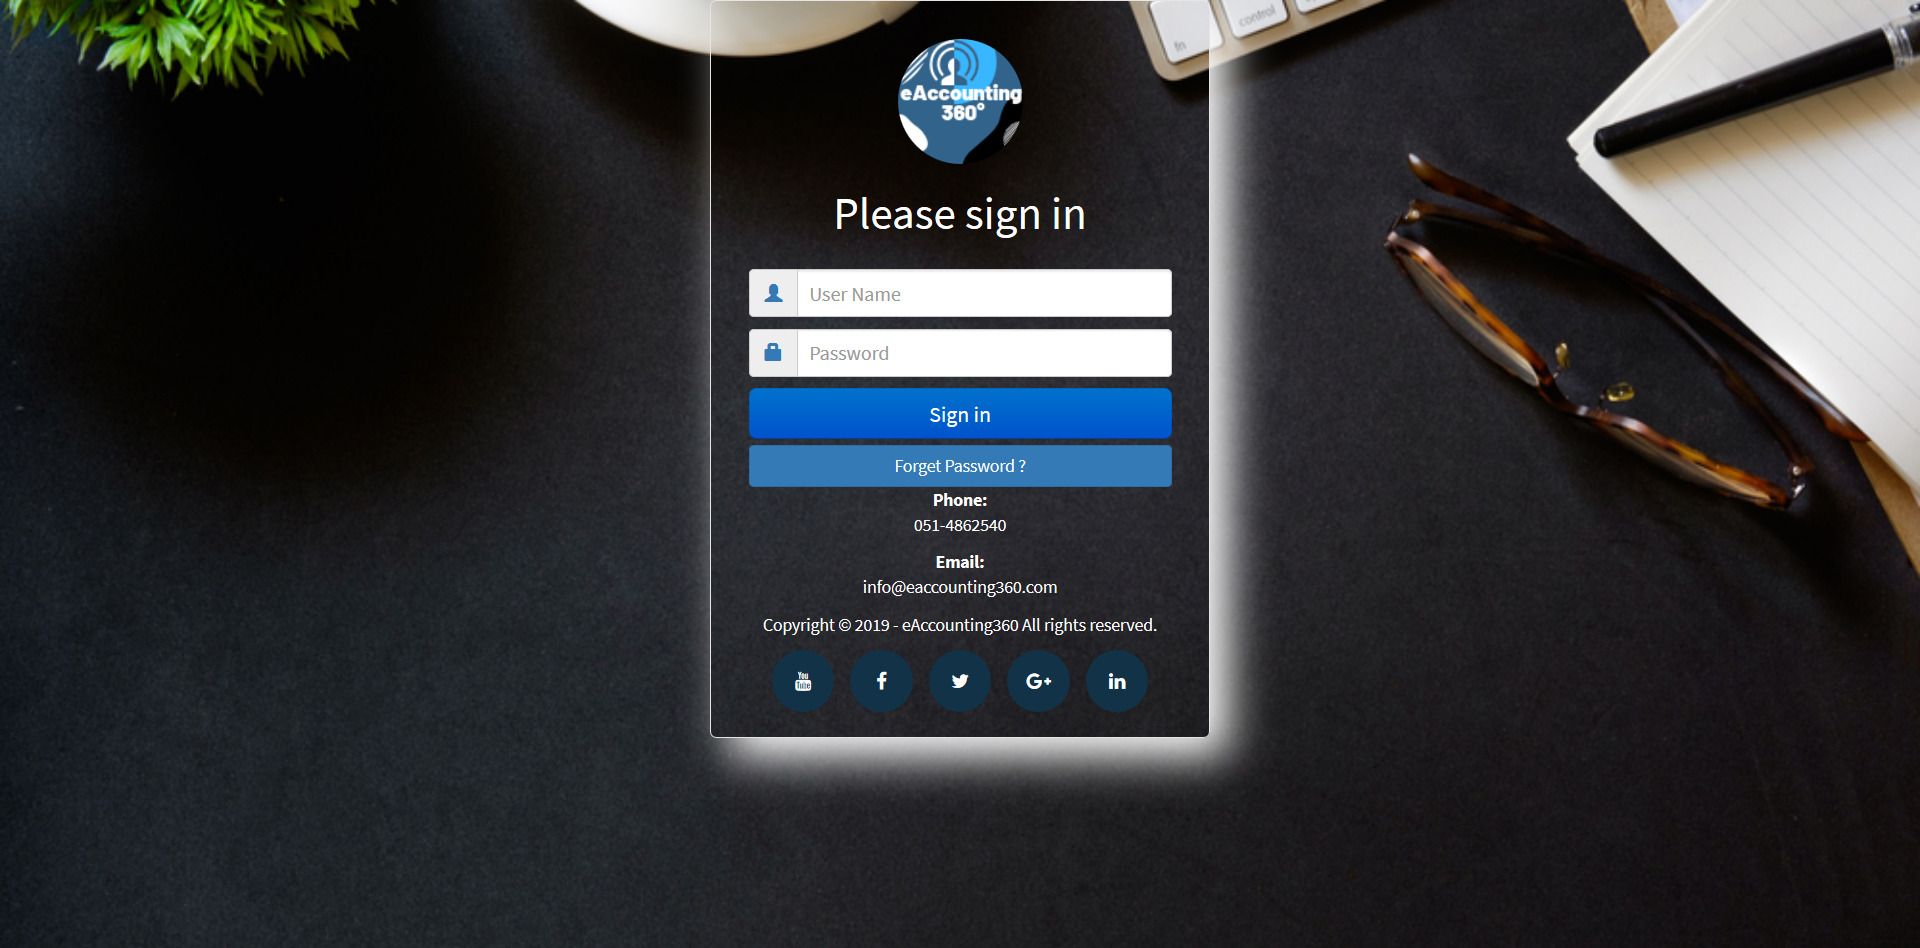 fn
control
eAccounting
360°
Please sign in
User Name
Password
Sign in
Forget Password ?
Phone:
051-4862540
Email:
info@eaccounting360.com
Copyright © 2019 - eAccounting360 All rights reserved.
You
Tube
f
G+
in